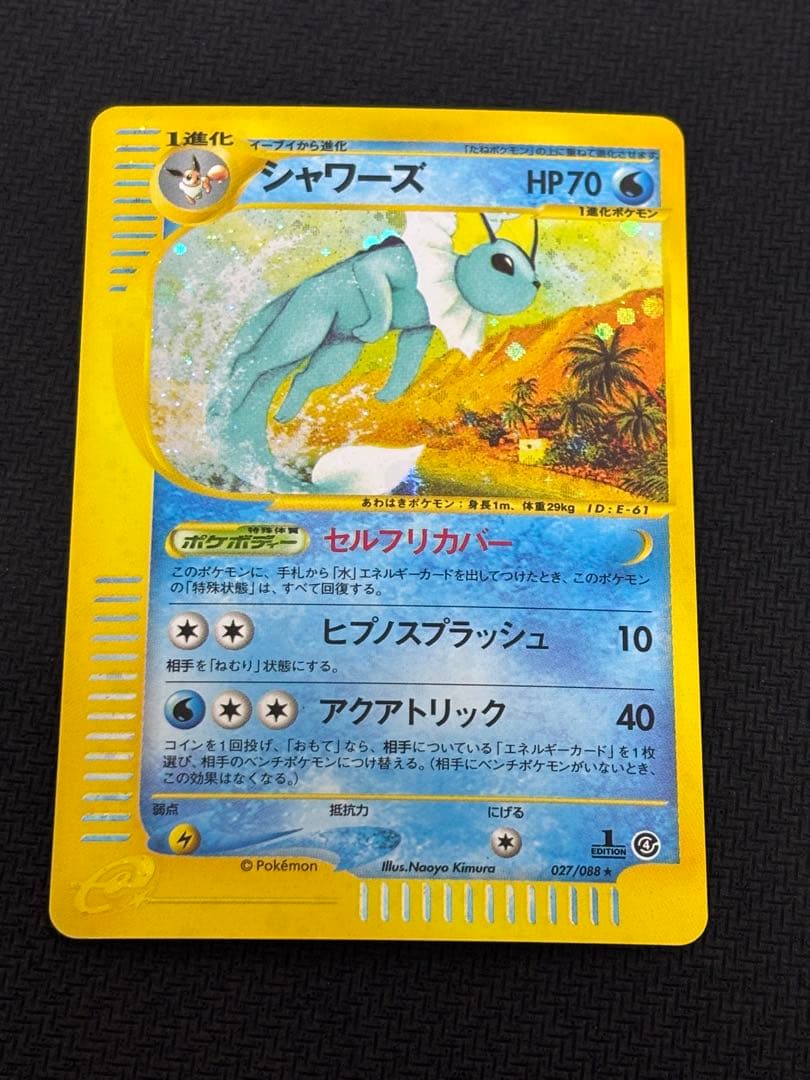 1進化
イーブイから進化
「たねポケモン」の上に重ねて進化させます。
シャワーズ HP70
1進化ポケモン
あわはきポケモン：身長1m、体重29kg ID:E-61
特殊体質
ポケボディー セルフリカバー
このポケモンに、手札から「水」エネルギーカードを出してつけたとき、このポケモン
の「特殊状態」は、すべて回復する。
ヒプノスプラッシュ 10
相手を「ねむり」状態にする。
アクアトリック 40
コインを1回投げ、「おもて」なら、相手についている「エネルギーカード」を1枚
選び、相手のベンチポケモンにつけ替える。（相手にベンチポケモンがいないとき、
この効果はなくなる。）
弱点 抵抗力 にげる
1
EDITION
4
e
© Pokémon Illus.Naoyo Kimura 027/088★